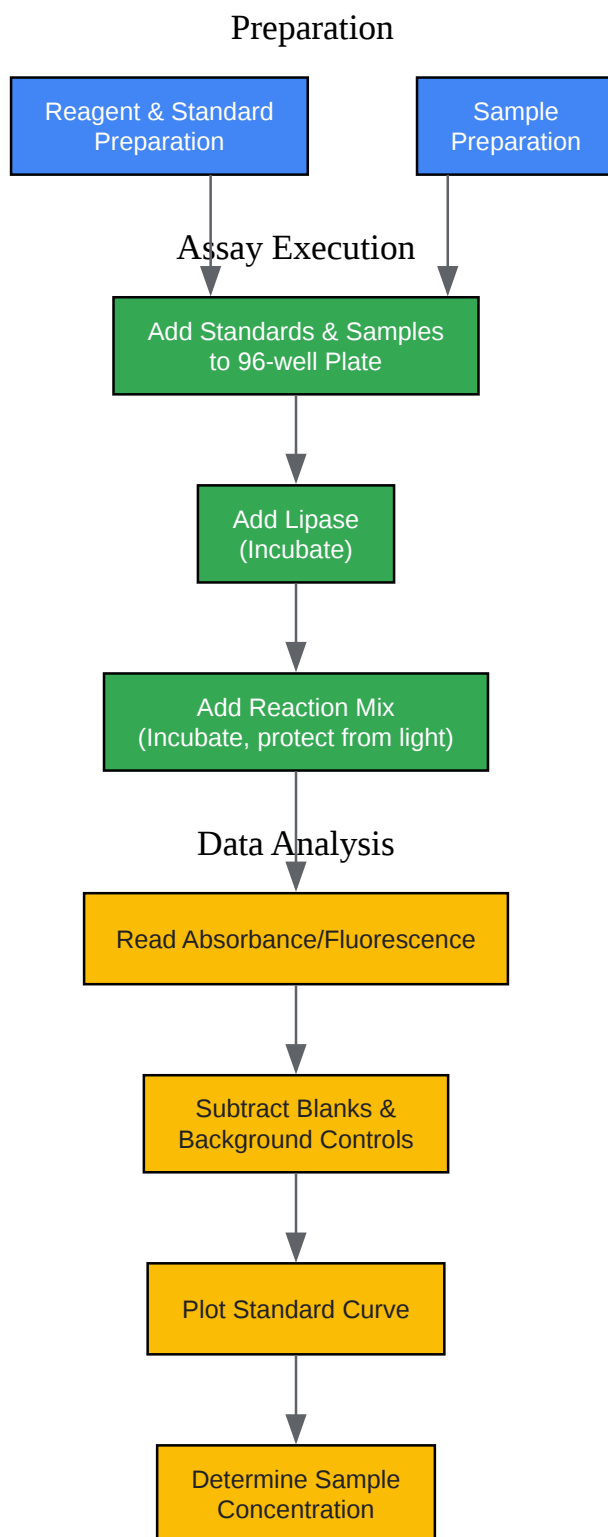 Preparation
Reagent & Standard
Preparation
Sample
Preparation
Assay Execution
Add Standards & Samples
to 96-well Plate
Add Lipase
(Incubate)
Add Reaction Mix
(Incubate, protect from light)
Data Analysis
Read Absorbance/Fluorescence
Subtract Blanks &
Background Controls
Plot Standard Curve
Determine Sample
Concentration